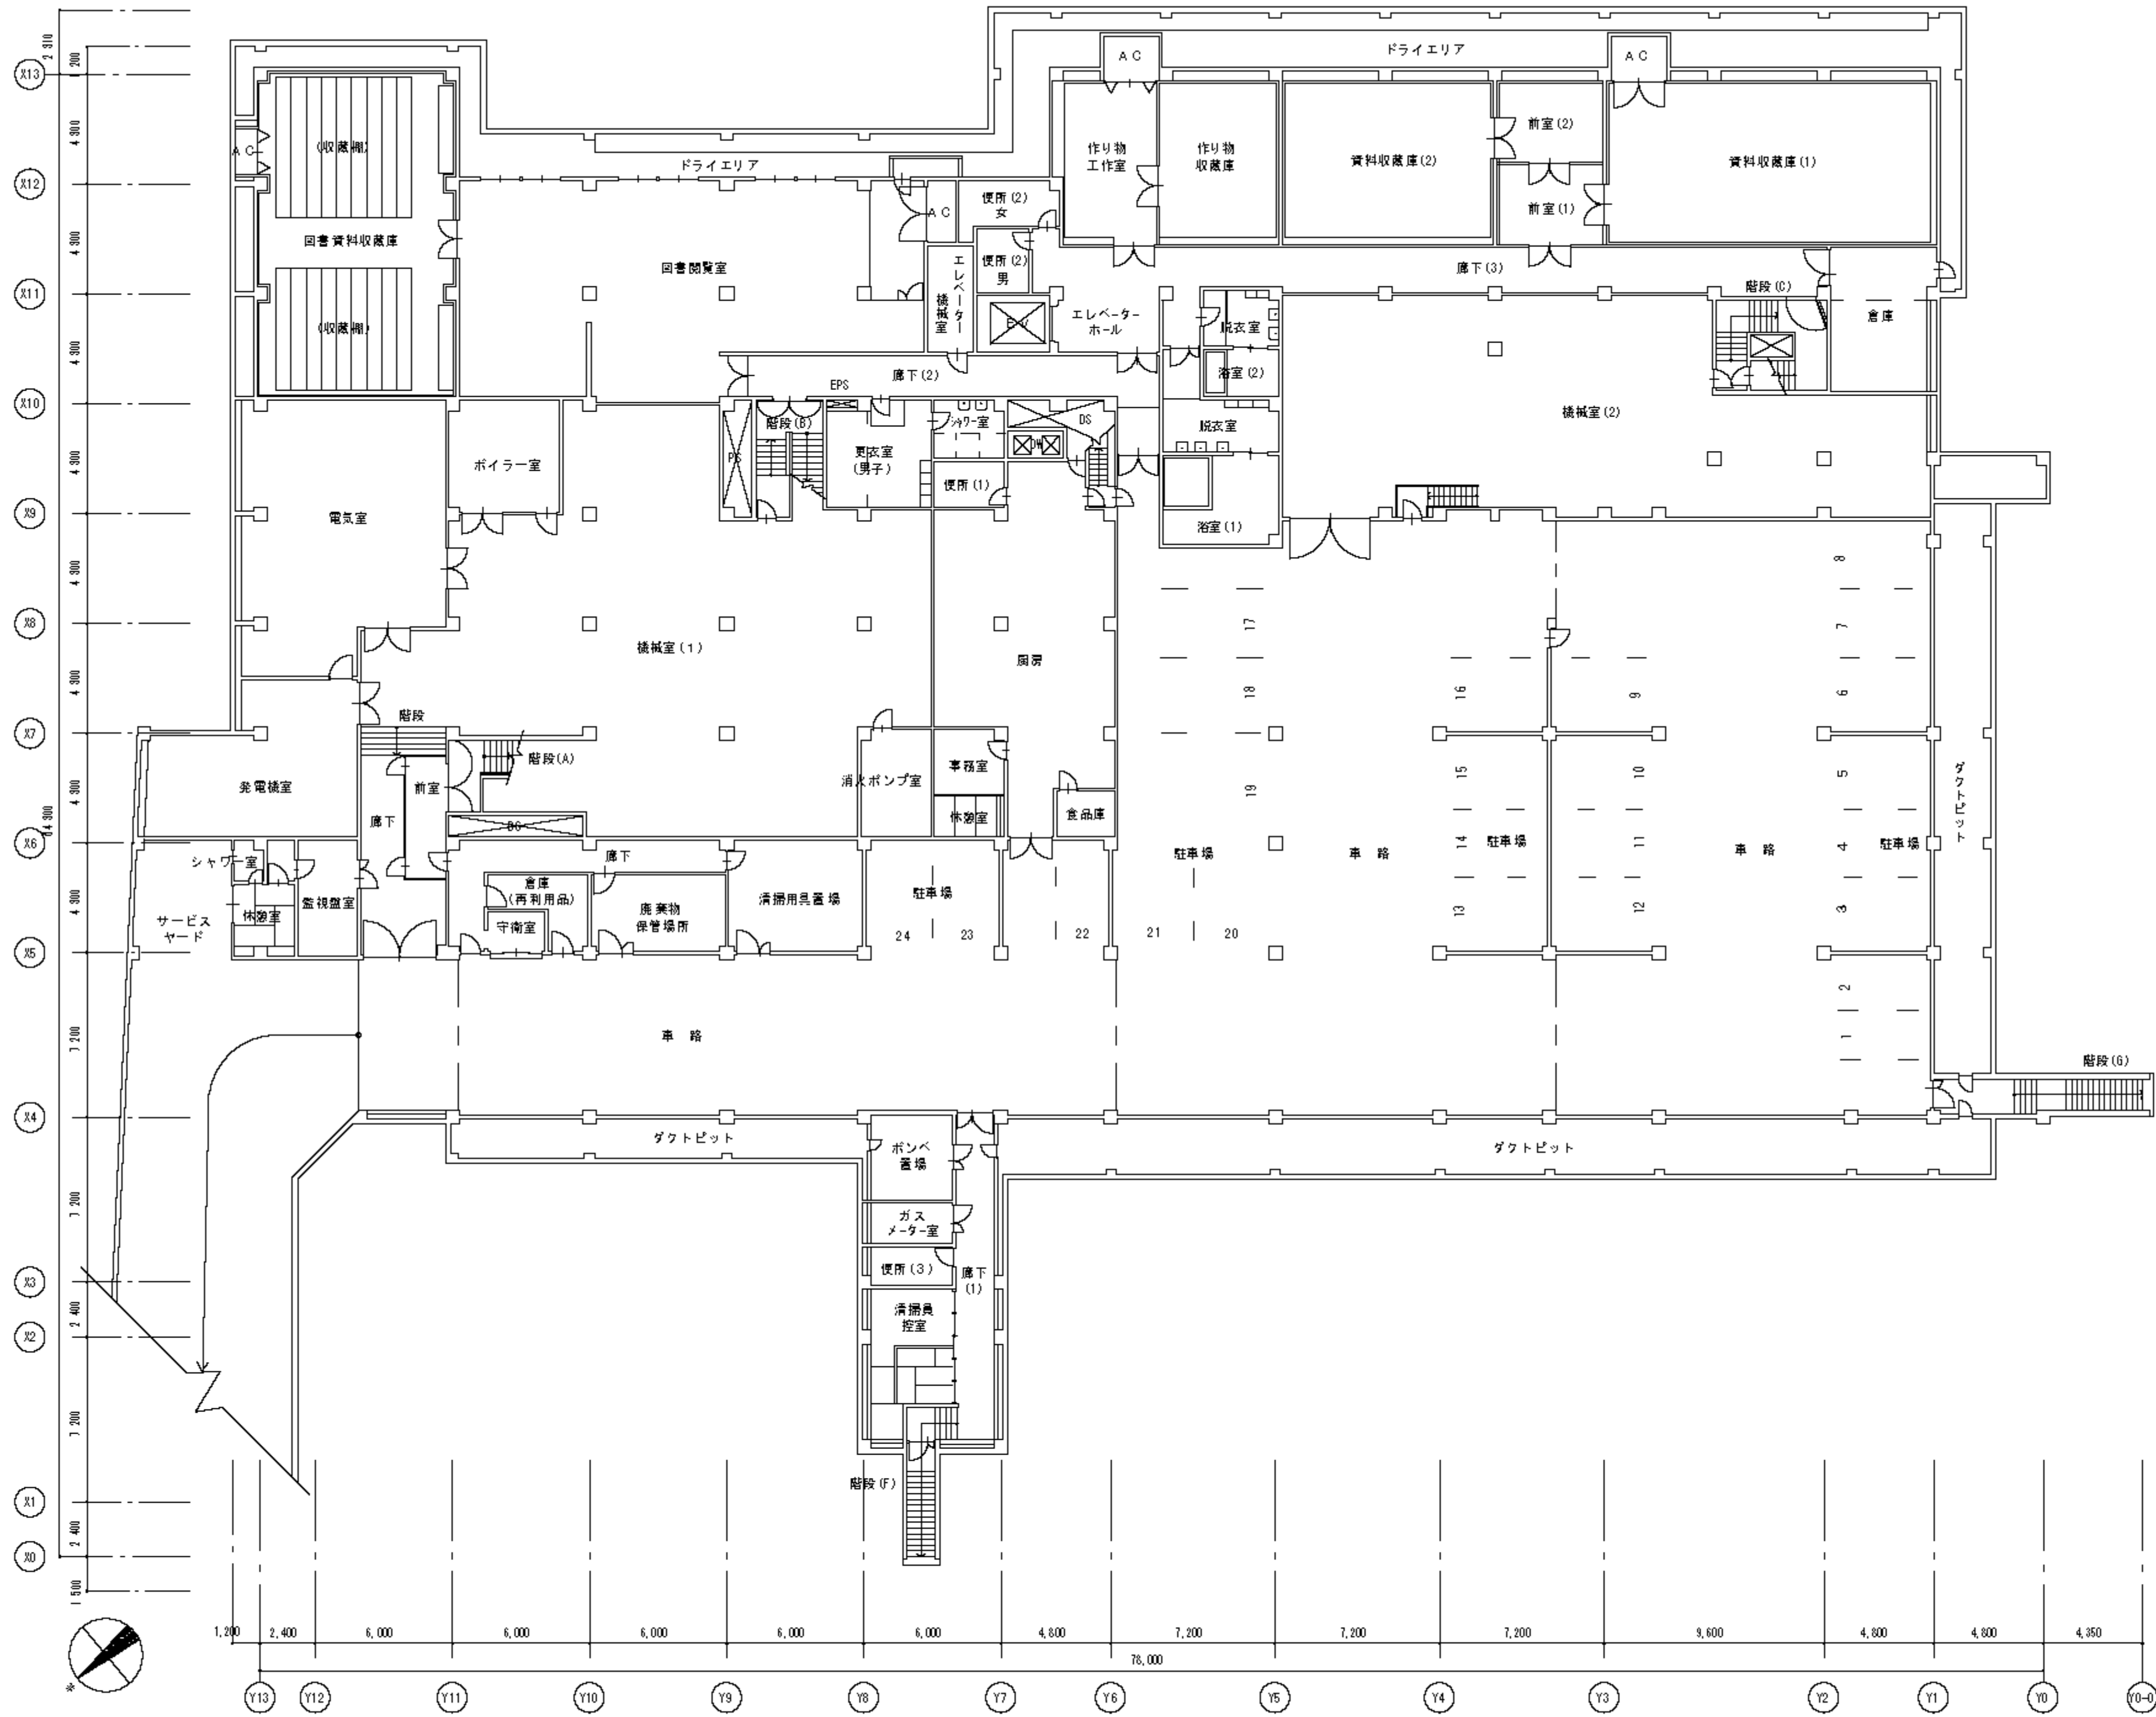 ドライエリア
AC
AC
X13
2 310
1 200
4 800
AC
(収蔵棚)
ドライエリア
作り物
工作室
作り物
収蔵庫
資料収蔵庫(2)
前室(2)
資料収蔵庫(1)
X12
4 800
図書資料収蔵庫
図書閲覧室
AC
便所(2)
女
便所(2)
男
前室(1)
廊下(3)
X11
(収蔵棚)
エレベーター
機械室
エレベーター
ホール
脱衣室
階段(C)
倉庫
4 800
廊下(2)
浴室(2)
X10
EPS
機械室(2)
PS
階段(B)
更衣室
(男子)
シャワー室
DS
DW
脱衣室
ボイラー室
4 800
便所(1)
X9
電気室
浴室(1)
4 800
8
X8
17
7
機械室(1)
厨房
4 800
18
16
9
6
階段
X7
階段(A)
発電機室
前室
消火ポンプ室
事務室
15
10
5
ダクトピット
4 800
19
廊下
DS
休憩室
食品庫
X6
シャワー室
廊下
駐車場
車 路
14
駐車場
11
車 路
4
駐車場
監視盤室
休憩室
倉庫
(再利用品)
廃棄物
保管場所
清掃用具置場
駐車場
4 800
サービス
ヤード
守衛室
24
23
22
21
20
13
12
3
X5
2
7 200
車 路
1
階段(G)
X4
ダクトピット
ボンベ
置場
ダクトピット
7 200
ガス
メーター室
X3
便所(3)
廊下
(1)
2 400
清掃員
控室
X2
7 200
階段(F)
X1
2 400
X0
1 500
1,200
2,400
6,000
6,000
6,000
6,000
6,000
4,800
7,200
7,200
7,200
9,600
4,800
4,800
4,350
78,000
Y13
Y12
Y11
Y10
Y9
Y8
Y7
Y6
Y5
Y4
Y3
Y2
Y1
Y0
Y0-0